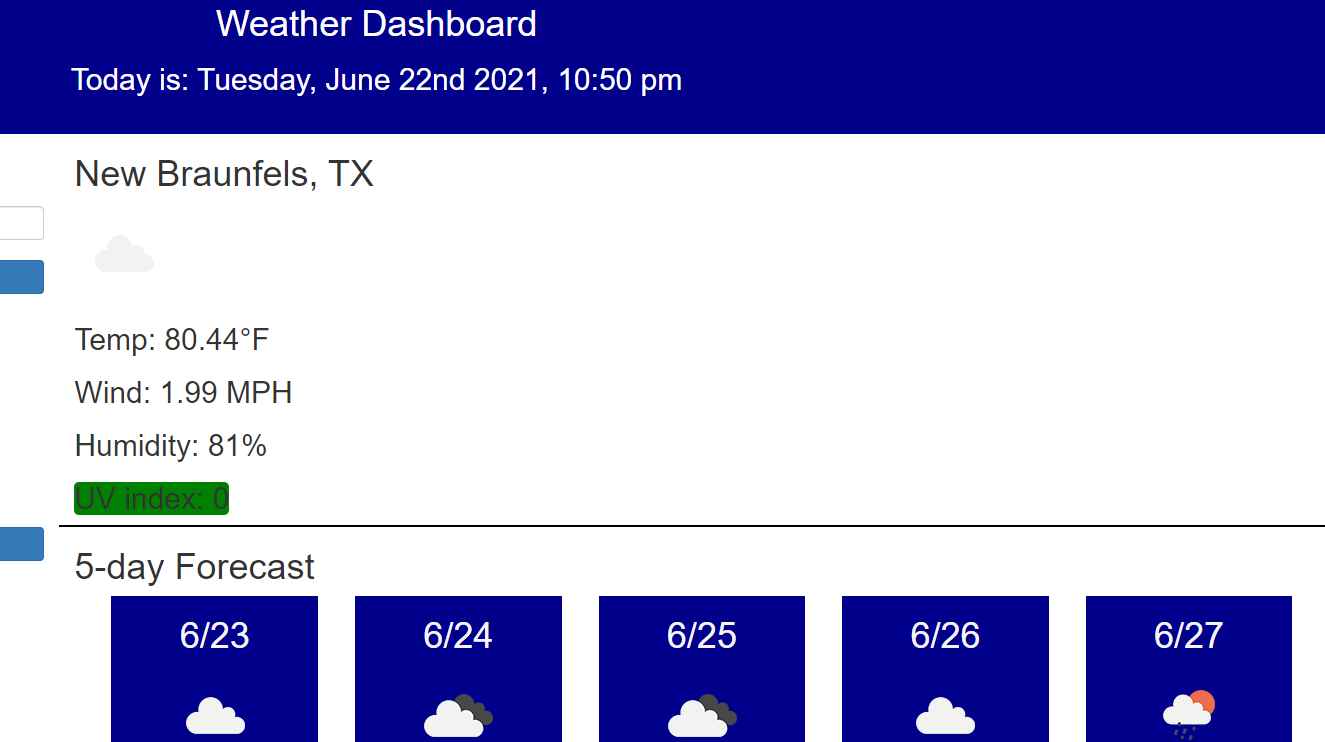 Weather Dashboard
Today is: Tuesday, June 22nd 2021, 10:50 pm
New Braunfels, TX
Temp: 80.44°F
Wind: 1.99 MPH
Humidity: 81%
UV index: 0
5-day Forecast
6/23 6/24 6/25 6/26 6/27